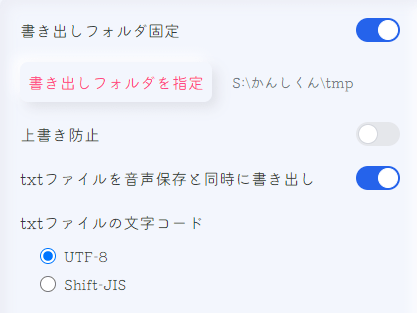 書き出しフォルダ固定
書き出しフォルダを指定 S:\かんしくん\tmp
上書き防止
txtファイルを音声保存と同時に書き出し
txtファイルの文字コード
UTF-8
Shift-JIS